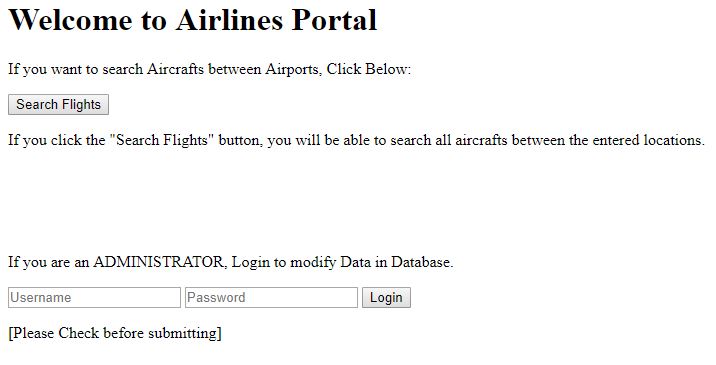 Welcome to Airlines Portal
If you want to search Aircrafts between Airports, Click Below:
Search Flights
If you click the "Search Flights" button, you will be able to search all aircrafts between the entered locations.
If you are an ADMINISTRATOR, Login to modify Data in Database.
Username Password Login
[Please Check before submitting]